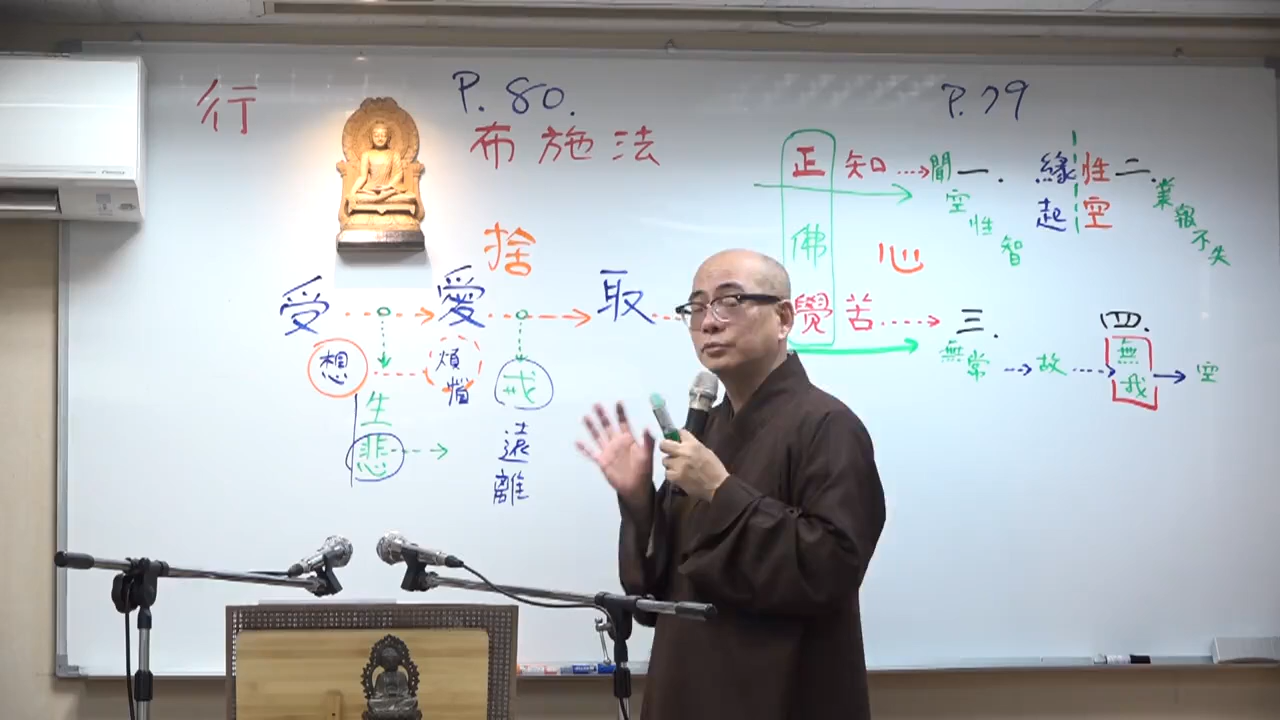 行
P. 80.
布施法
捨
受 愛 取
想 煩惱 戒
生
悲
遠
離
P.79
正知 聞 一. 緣性 二.
空性智
起空
業報不失
佛 心
覺苦 三. 四.
無常 故 無我 空